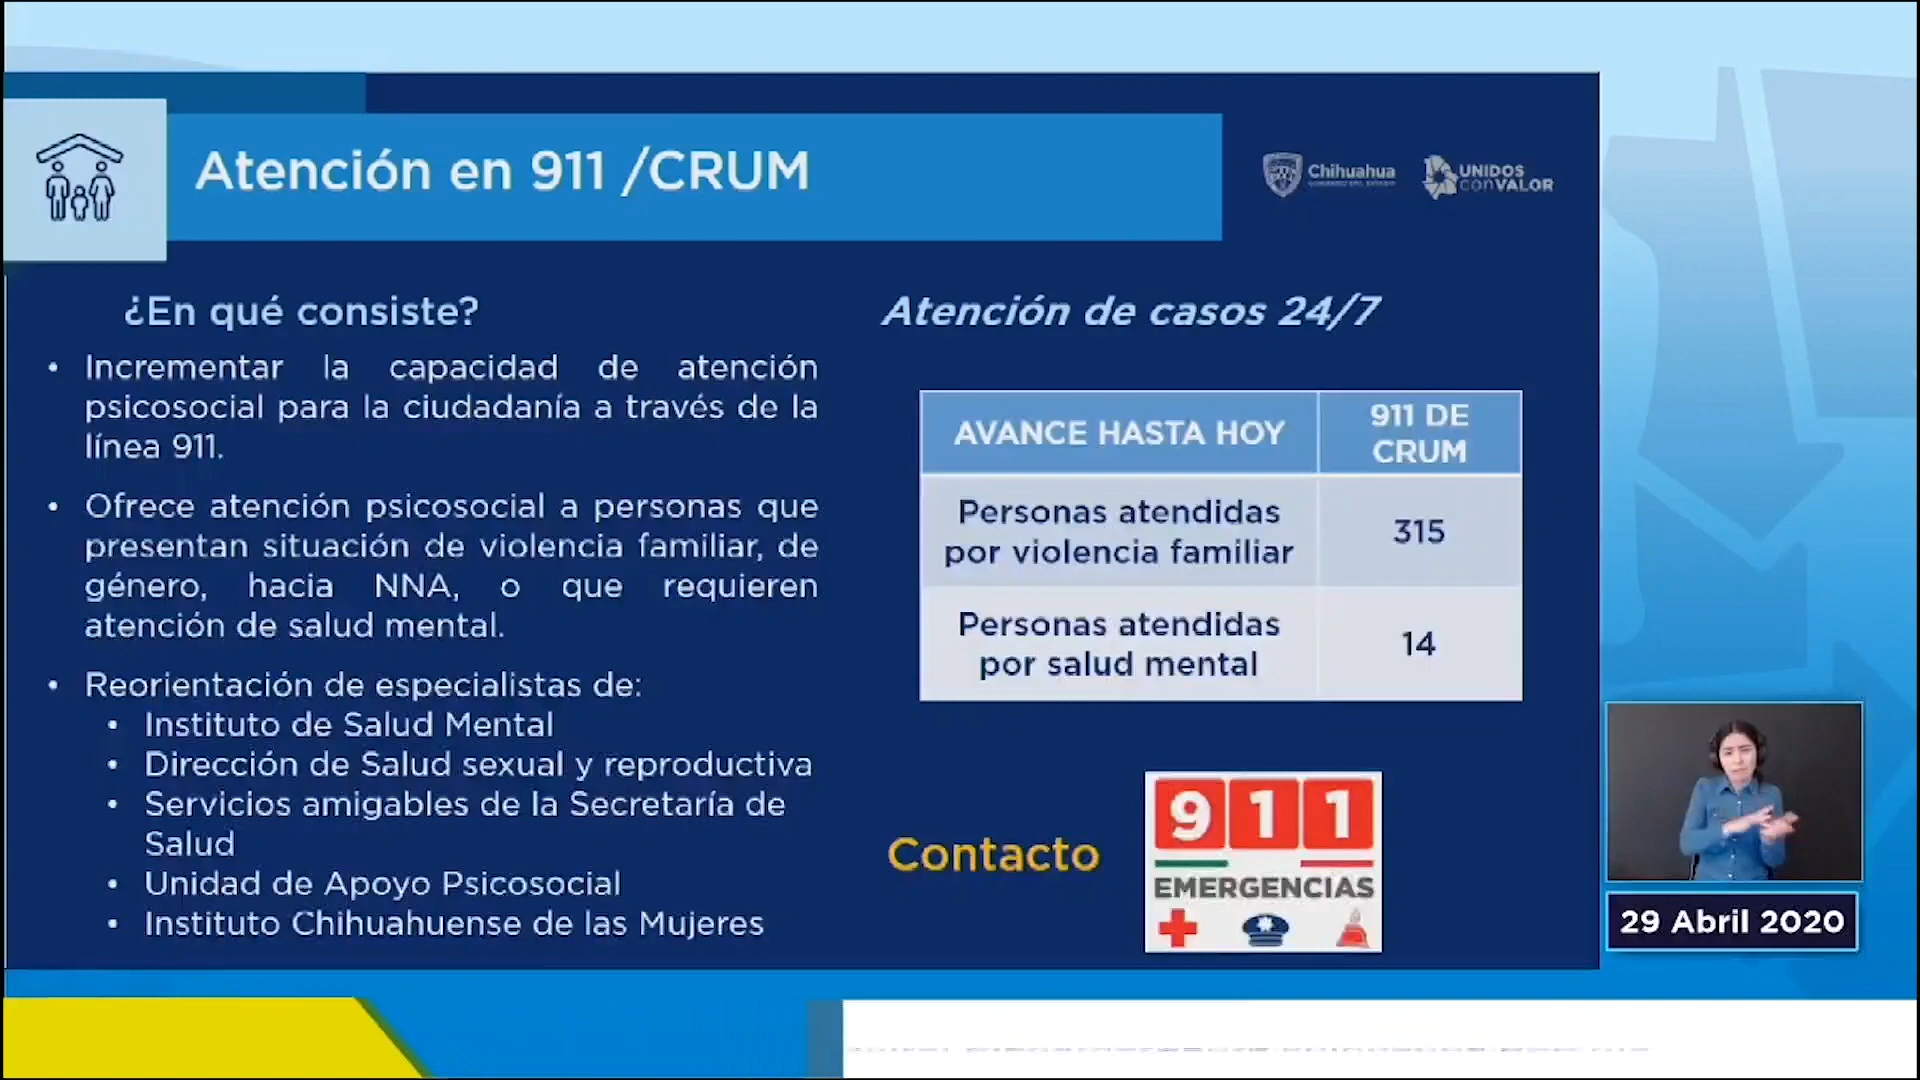 Atención en 911 /CRUM
Chihuahua
GOBIERNO DEL ESTADO
UNIDOS
conVALOR
¿En qué consiste?
• Incrementar la capacidad de atención
psicosocial para la ciudadanía a través de la
línea 911.
• Ofrece atención psicosocial a personas que
presentan situación de violencia familiar, de
género, hacia NNA, o que requieren
atención de salud mental.
• Reorientación de especialistas de:
• Instituto de Salud Mental
• Dirección de Salud sexual y reproductiva
• Servicios amigables de la Secretaría de
Salud
• Unidad de Apoyo Psicosocial
• Instituto Chihuahuense de las Mujeres
Atención de casos 24/7
AVANCE HASTA HOY
911 DE
CRUM
Personas atendidas
por violencia familiar
315
Personas atendidas
por salud mental
14
Contacto
911
EMERGENCIAS
29 Abril 2020